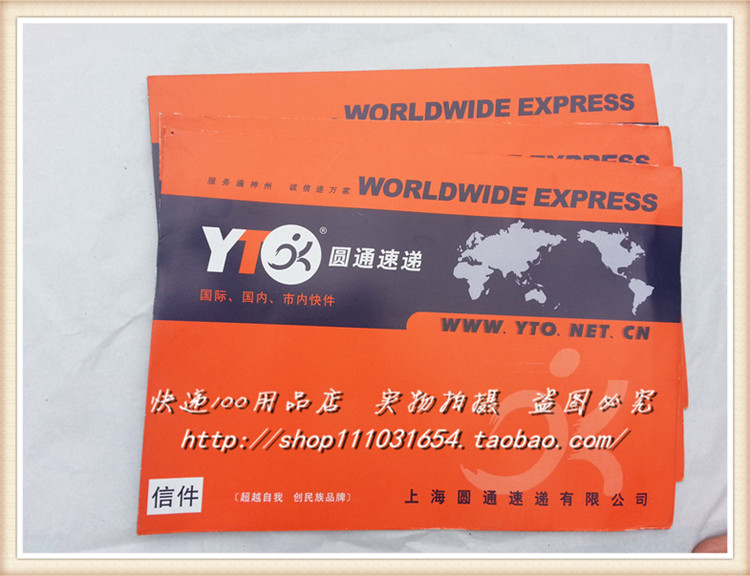 WORLDWIDE EXPRESS
WORLDWIDE EXPRESS
服务遍神州 诚信达万家 WORLDWIDE EXPRESS
YTO® 圆通速递
国际、国内、市内快件
WWW.YTO.NET.CN
快递100用品店 实物拍摄 盗图必究
http://shop111031654.taobao.com/
信件 〔超越自我 创民族品牌〕 上海圆通速递有限公司